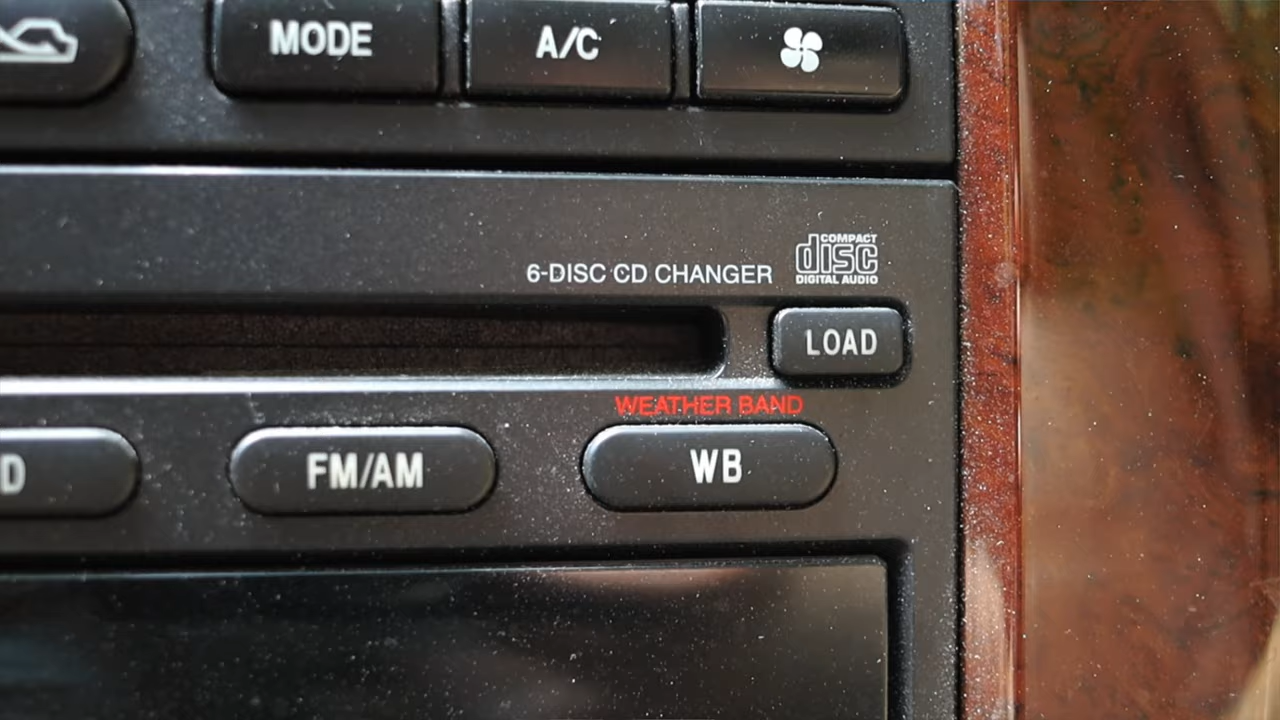 MODE
A/C
COMPACT
disc
DIGITAL AUDIO
6-DISC CD CHANGER
LOAD
WEATHER BAND
D
FM/AM
WB